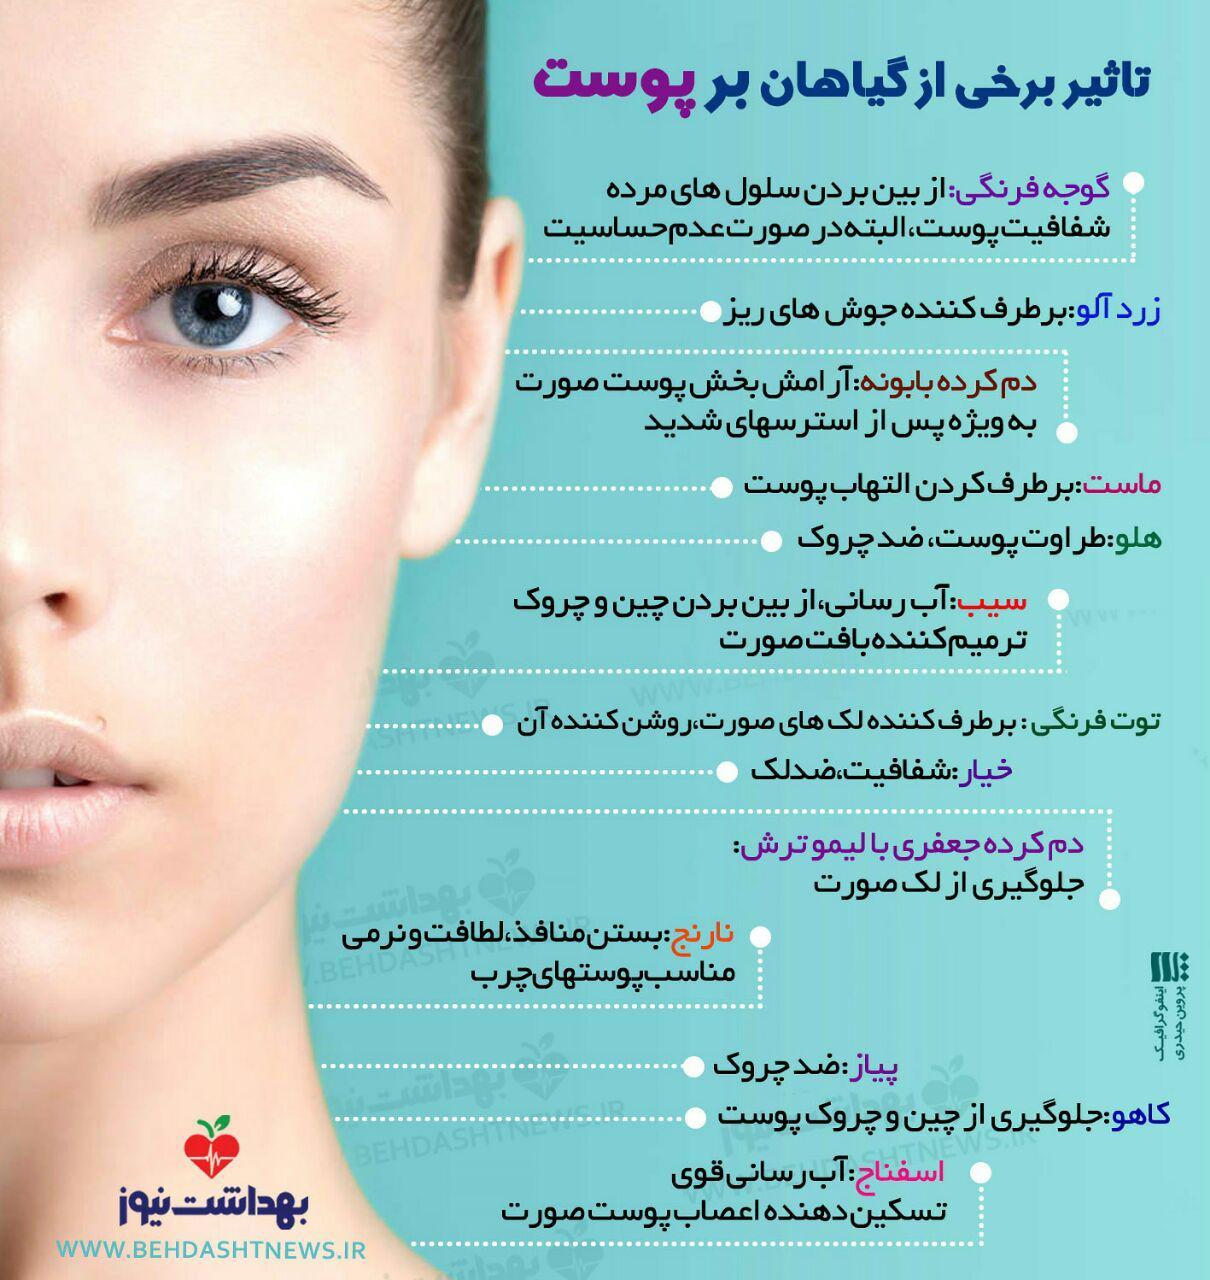 تاثیر برخی از گیاهان بر پوست
گوجه فرنگی: از بین بردن سلول های مرده
شفافیت پوست، البته در صورت عدم حساسیت
زرد آلو: برطرف کننده جوش های ریز
دم کرده بابونه: آرامش بخش پوست صورت
به ویژه پس از استرسهای شدید
ماست: برطرف کردن التهاب پوست
هلو: طراوت پوست، ضد چروک
سیب: آب رسانی، از بین بردن چین و چروک
ترمیم کننده بافت صورت
توت فرنگی: برطرف کننده لک های صورت، روشن کننده آن
خیار: شفافیت، ضد لک
دم کرده جعفری با لیمو ترش:
جلوگیری از لک صورت
نارنج: بستن منافذ، لطافت و نرمی
مناسب پوستهای چرب
پیاز: ضد چروک
کاهو: جلوگیری از چین و چروک پوست
اسفناج: آب رسانی قوی
تسکین دهنده اعصاب پوست صورت
اینفوگرافیک
پروین حیدری
بهداشت نیوز
WWW.BEHDASHTNEWS.IR